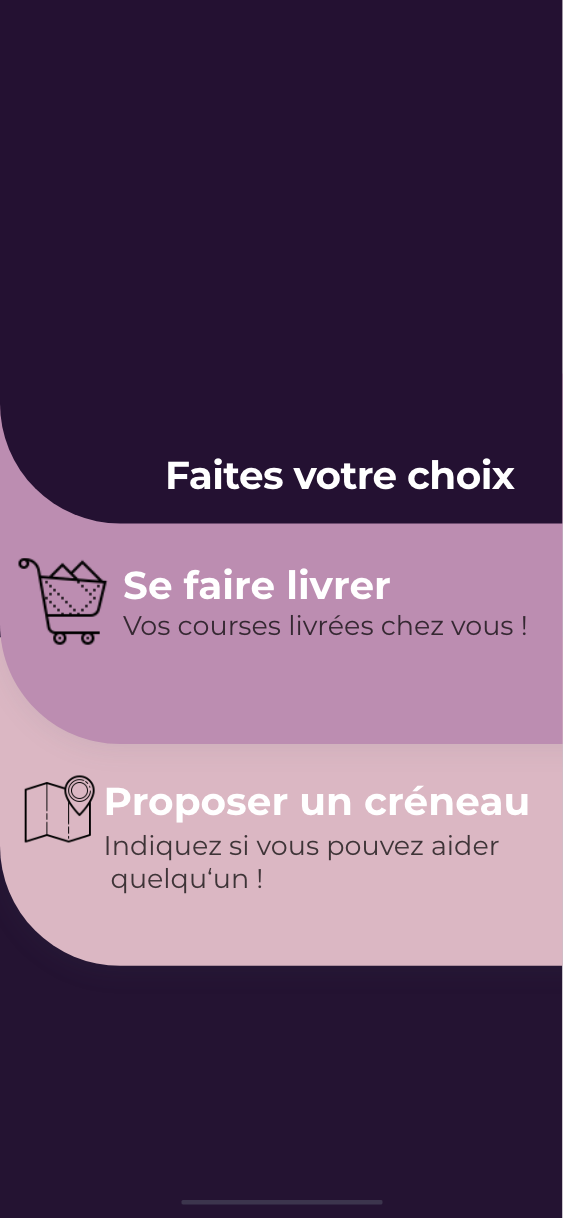 Faites votre choix
Se faire livrer
Vos courses livrées chez vous !
Proposer un créneau
Indiquez si vous pouvez aider
quelqu‘un !